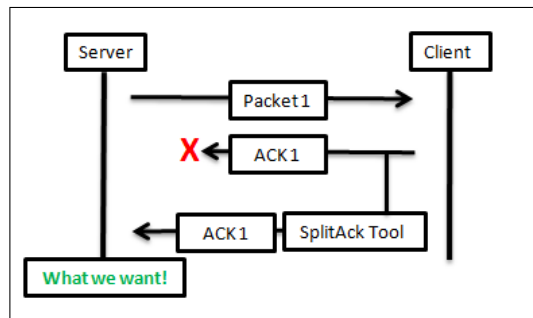 Server
Client
Packet 1
X
ACK 1
ACK 1
SplitAck Tool
What we want!